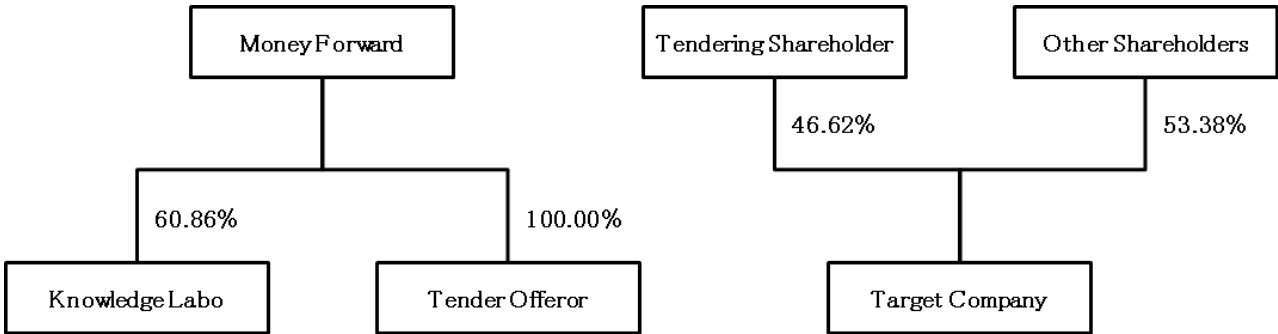 Money Forward
Tendering Shareholder
Other Shareholders
46.62%
53.38%
60.86%
100.00%
Knowledge Labo
Tender Offeror
Target Company